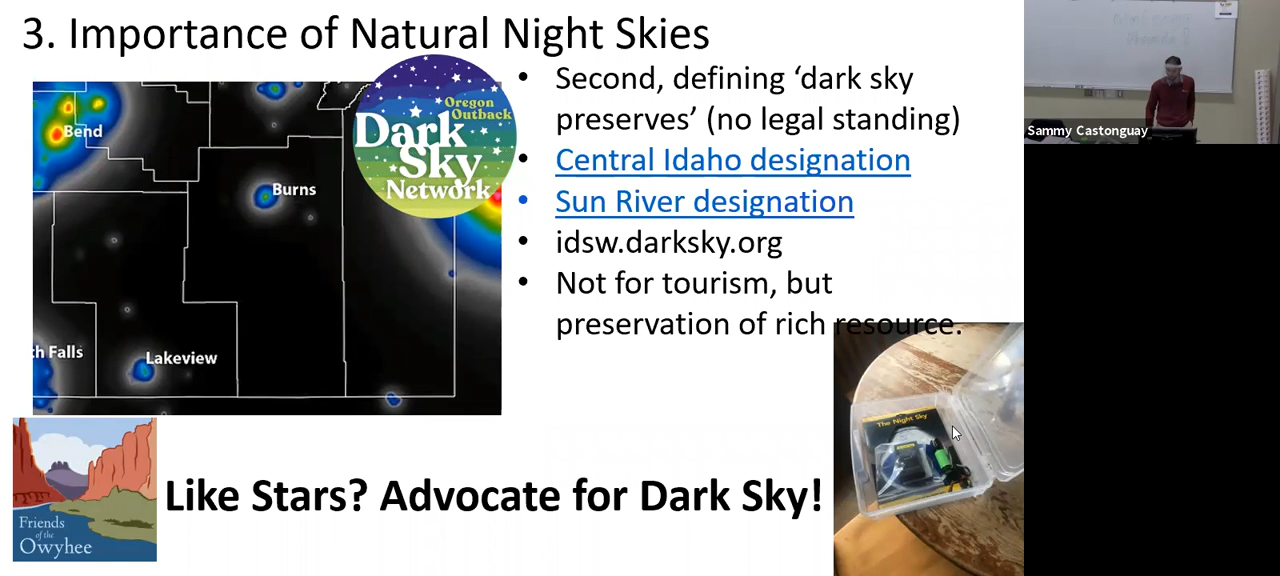 3. Importance of Natural Night Skies
Bend
Burns
Lakeview
h Falls
Oregon
Outback
Dark
Sky
Network
• Second, defining ‘dark sky
preserves’ (no legal standing)
• Central Idaho designation
• Sun River designation
• idsw.darksky.org
• Not for tourism, but
preservation of rich resource.
The Night Sky
Friends
of the
Owyhee
Like Stars? Advocate for Dark Sky!
Sammy Castonguay